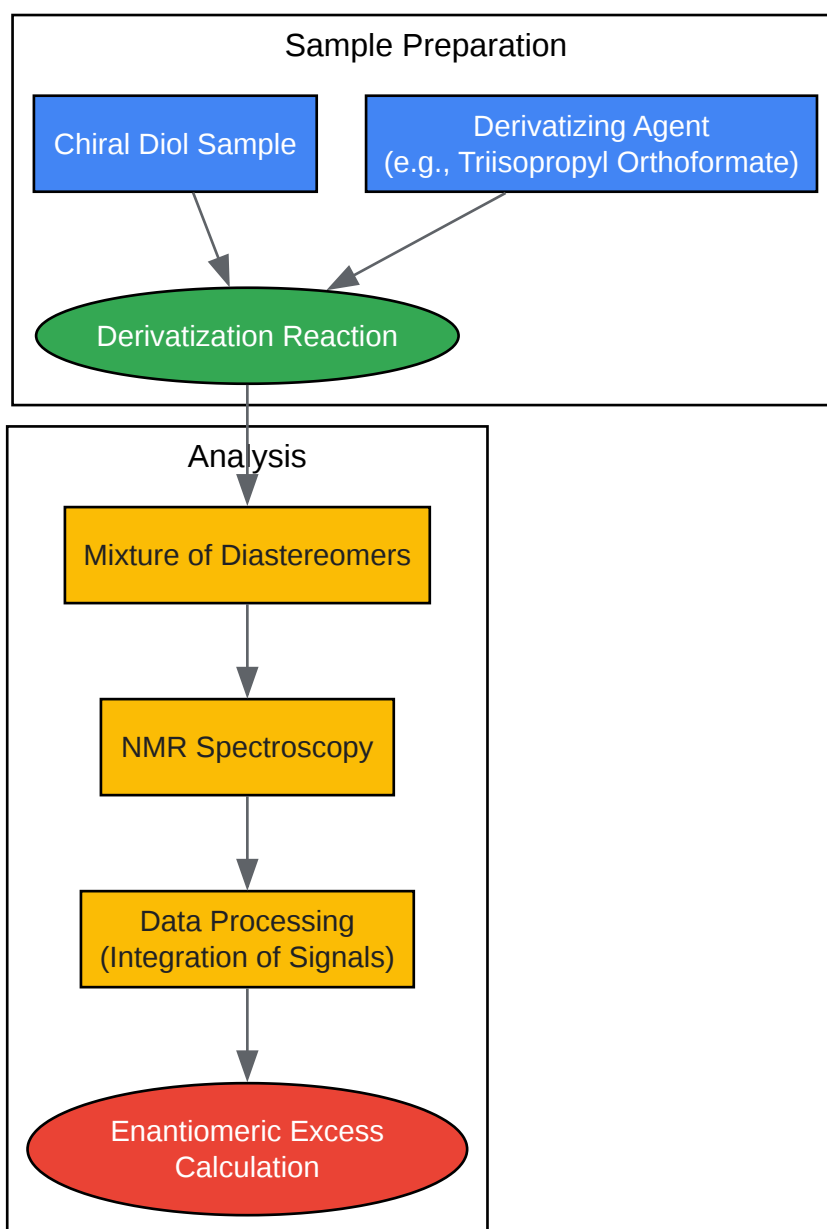 Sample Preparation
Chiral Diol Sample
Derivatizing Agent
(e.g., Triisopropyl Orthoformate)
Derivatization Reaction
Analysis
Mixture of Diastereomers
NMR Spectroscopy
Data Processing
(Integration of Signals)
Enantiomeric Excess
Calculation